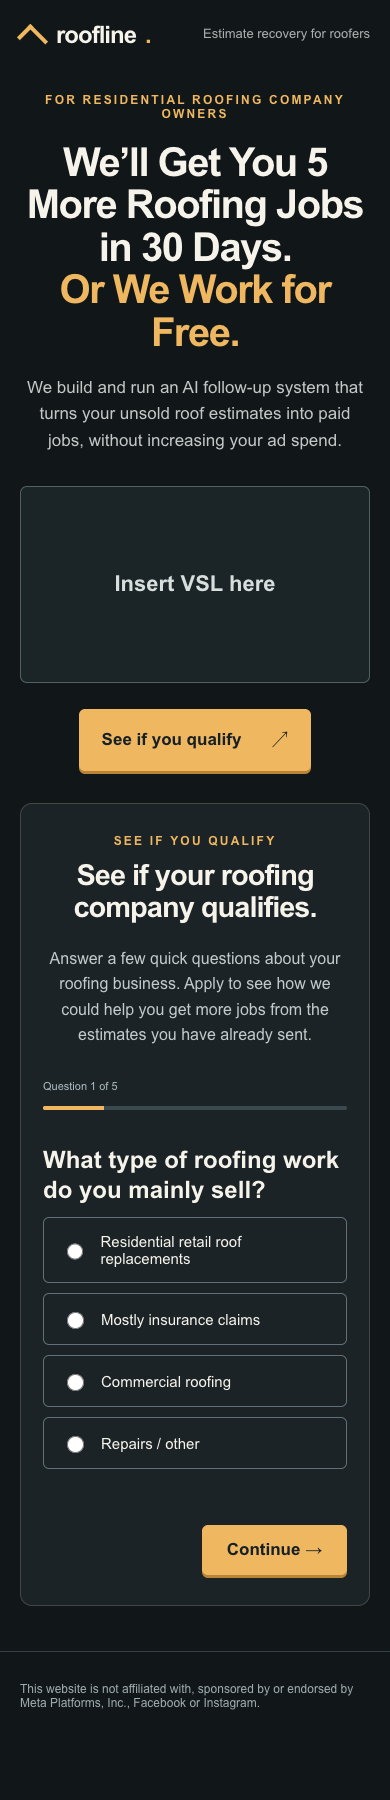 roofline .
Estimate recovery for roofers
FOR RESIDENTIAL ROOFING COMPANY
OWNERS
We’ll Get You 5
More Roofing Jobs
in 30 Days.
Or We Work for
Free.
We build and run an AI follow-up system that
turns your unsold roof estimates into paid
jobs, without increasing your ad spend.
Insert VSL here
See if you qualify ↗
SEE IF YOU QUALIFY
See if your roofing
company qualifies.
Answer a few quick questions about your
roofing business. Apply to see how we
could help you get more jobs from the
estimates you have already sent.
Question 1 of 5
What type of roofing work
do you mainly sell?
Residential retail roof
replacements
Mostly insurance claims
Commercial roofing
Repairs / other
Continue →
This website is not affiliated with, sponsored by or endorsed by
Meta Platforms, Inc., Facebook or Instagram.